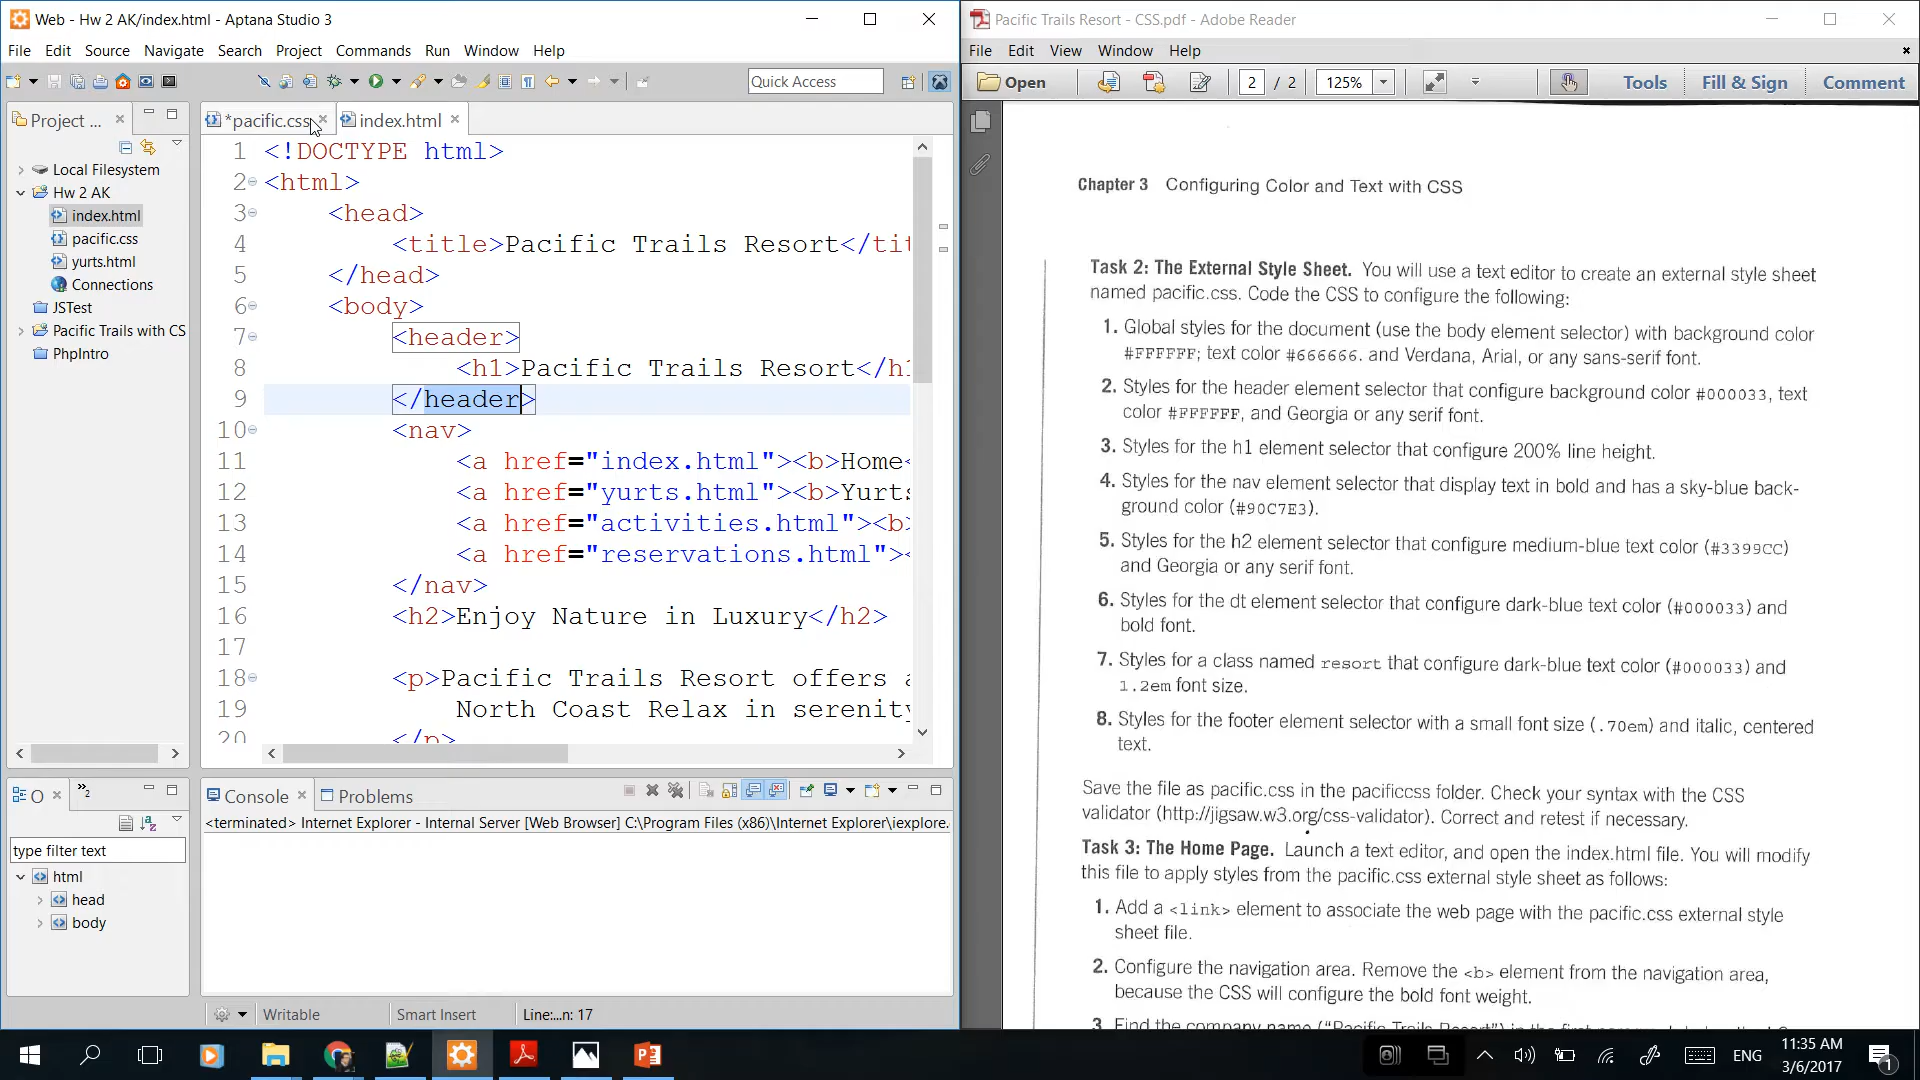 Web - Hw 2 AK/index.html - Aptana Studio 3
File Edit Source Navigate Search Project Commands Run Window Help
Quick Access
Project ...
Local Filesystem
Hw 2 AK
index.html
pacific.css
yurts.html
Connections
JSTest
Pacific Trails with CS
PhpIntro
*pacific.css
index.html
1 <!DOCTYPE html>
2 <html>
3 <head>
4 <title>Pacific Trails Resort</tit
5 </head>
6 <body>
7 <header>
8 <h1>Pacific Trails Resort</h1
9 </header>
10 <nav>
11 <a href="index.html"><b>Home<
12 <a href="yurts.html"><b>Yurts
13 <a href="activities.html"><b>
14 <a href="reservations.html"><
15 </nav>
16 <h2>Enjoy Nature in Luxury</h2>
17
18 <p>Pacific Trails Resort offers a
19 North Coast Relax in serenity
20 </p>
O
2
type filter text
html
head
body
Console
Problems
<terminated> Internet Explorer - Internal Server [Web Browser] C:\Program Files (x86)\Internet Explorer\iexplore.
Writable
Smart Insert
Line:...n: 17
Pacific Trails Resort - CSS.pdf - Adobe Reader
File Edit View Window Help
Open
2 / 2
125%
Tools
Fill & Sign
Comment
Chapter 3 Configuring Color and Text with CSS
Task 2: The External Style Sheet. You will use a text editor to create an external style sheet
named pacific.css. Code the CSS to configure the following:
1. Global styles for the document (use the body element selector) with background color
#FFFFFF; text color #666666. and Verdana, Arial, or any sans-serif font.
2. Styles for the header element selector that configure background color #000033, text
color #FFFFFF, and Georgia or any serif font.
3. Styles for the h1 element selector that configure 200% line height.
4. Styles for the nav element selector that display text in bold and has a sky-blue back-
ground color (#90C7E3).
5. Styles for the h2 element selector that configure medium-blue text color (#3399CC)
and Georgia or any serif font.
6. Styles for the dt element selector that configure dark-blue text color (#000033) and
bold font.
7. Styles for a class named resort that configure dark-blue text color (#000033) and
1.2em font size.
8. Styles for the footer element selector with a small font size (.70em) and italic, centered
text.
Save the file as pacific.css in the pacificcss folder. Check your syntax with the CSS
validator (http://jigsaw.w3.org/css-validator). Correct and retest if necessary.
Task 3: The Home Page. Launch a text editor, and open the index.html file. You will modify
this file to apply styles from the pacific.css external style sheet as follows:
1. Add a <link> element to associate the web page with the pacific.css external style
sheet file.
2. Configure the navigation area. Remove the <b> element from the navigation area,
because the CSS will configure the bold font weight.
3. Find the company name ("Pacific Trails Resort") in the first
ENG
11:35 AM
3/6/2017
1